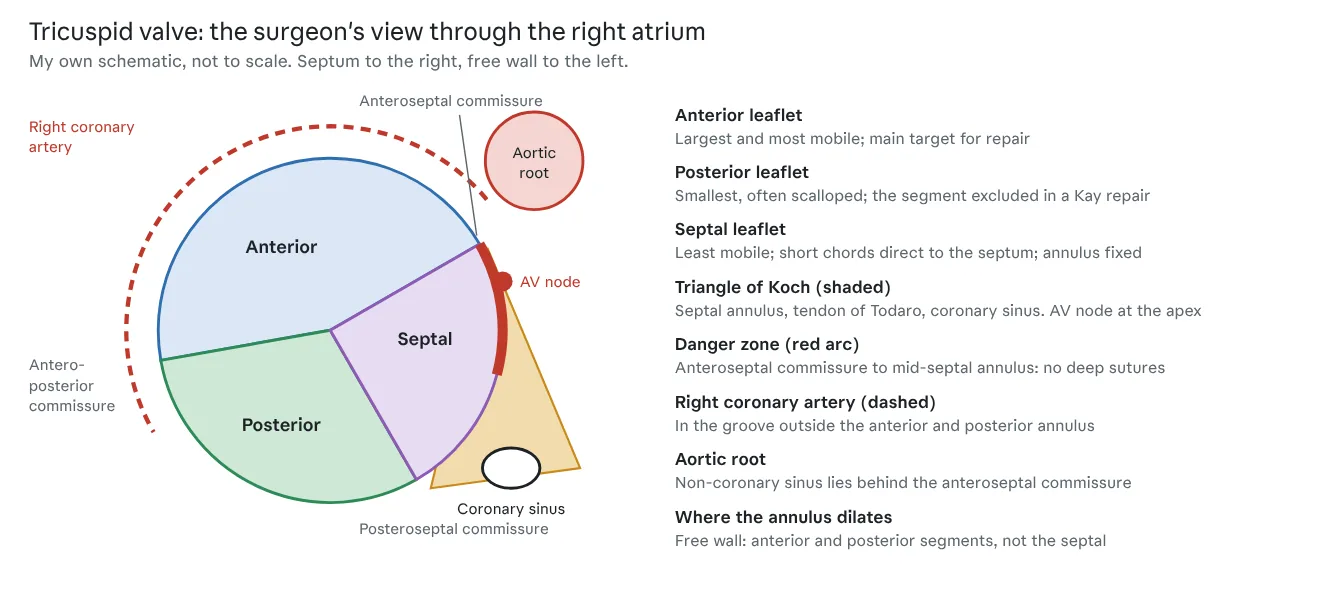 Tricuspid valve: the surgeon's view through the right atrium
My own schematic, not to scale. Septum to the right, free wall to the left.
Anteroseptal commissure
Right coronary
artery
Aortic
root
Anterior
AV node
Septal
Antero-
posterior
commissure
Posterior
Coronary sinus
Posteroseptal commissure
Anterior leaflet
Largest and most mobile; main target for repair
Posterior leaflet
Smallest, often scalloped; the segment excluded in a Kay repair
Septal leaflet
Least mobile; short chords direct to the septum; annulus fixed
Triangle of Koch (shaded)
Septal annulus, tendon of Todaro, coronary sinus. AV node at the apex
Danger zone (red arc)
Anteroseptal commissure to mid-septal annulus: no deep sutures
Right coronary artery (dashed)
In the groove outside the anterior and posterior annulus
Aortic root
Non-coronary sinus lies behind the anteroseptal commissure
Where the annulus dilates
Free wall: anterior and posterior segments, not the septal